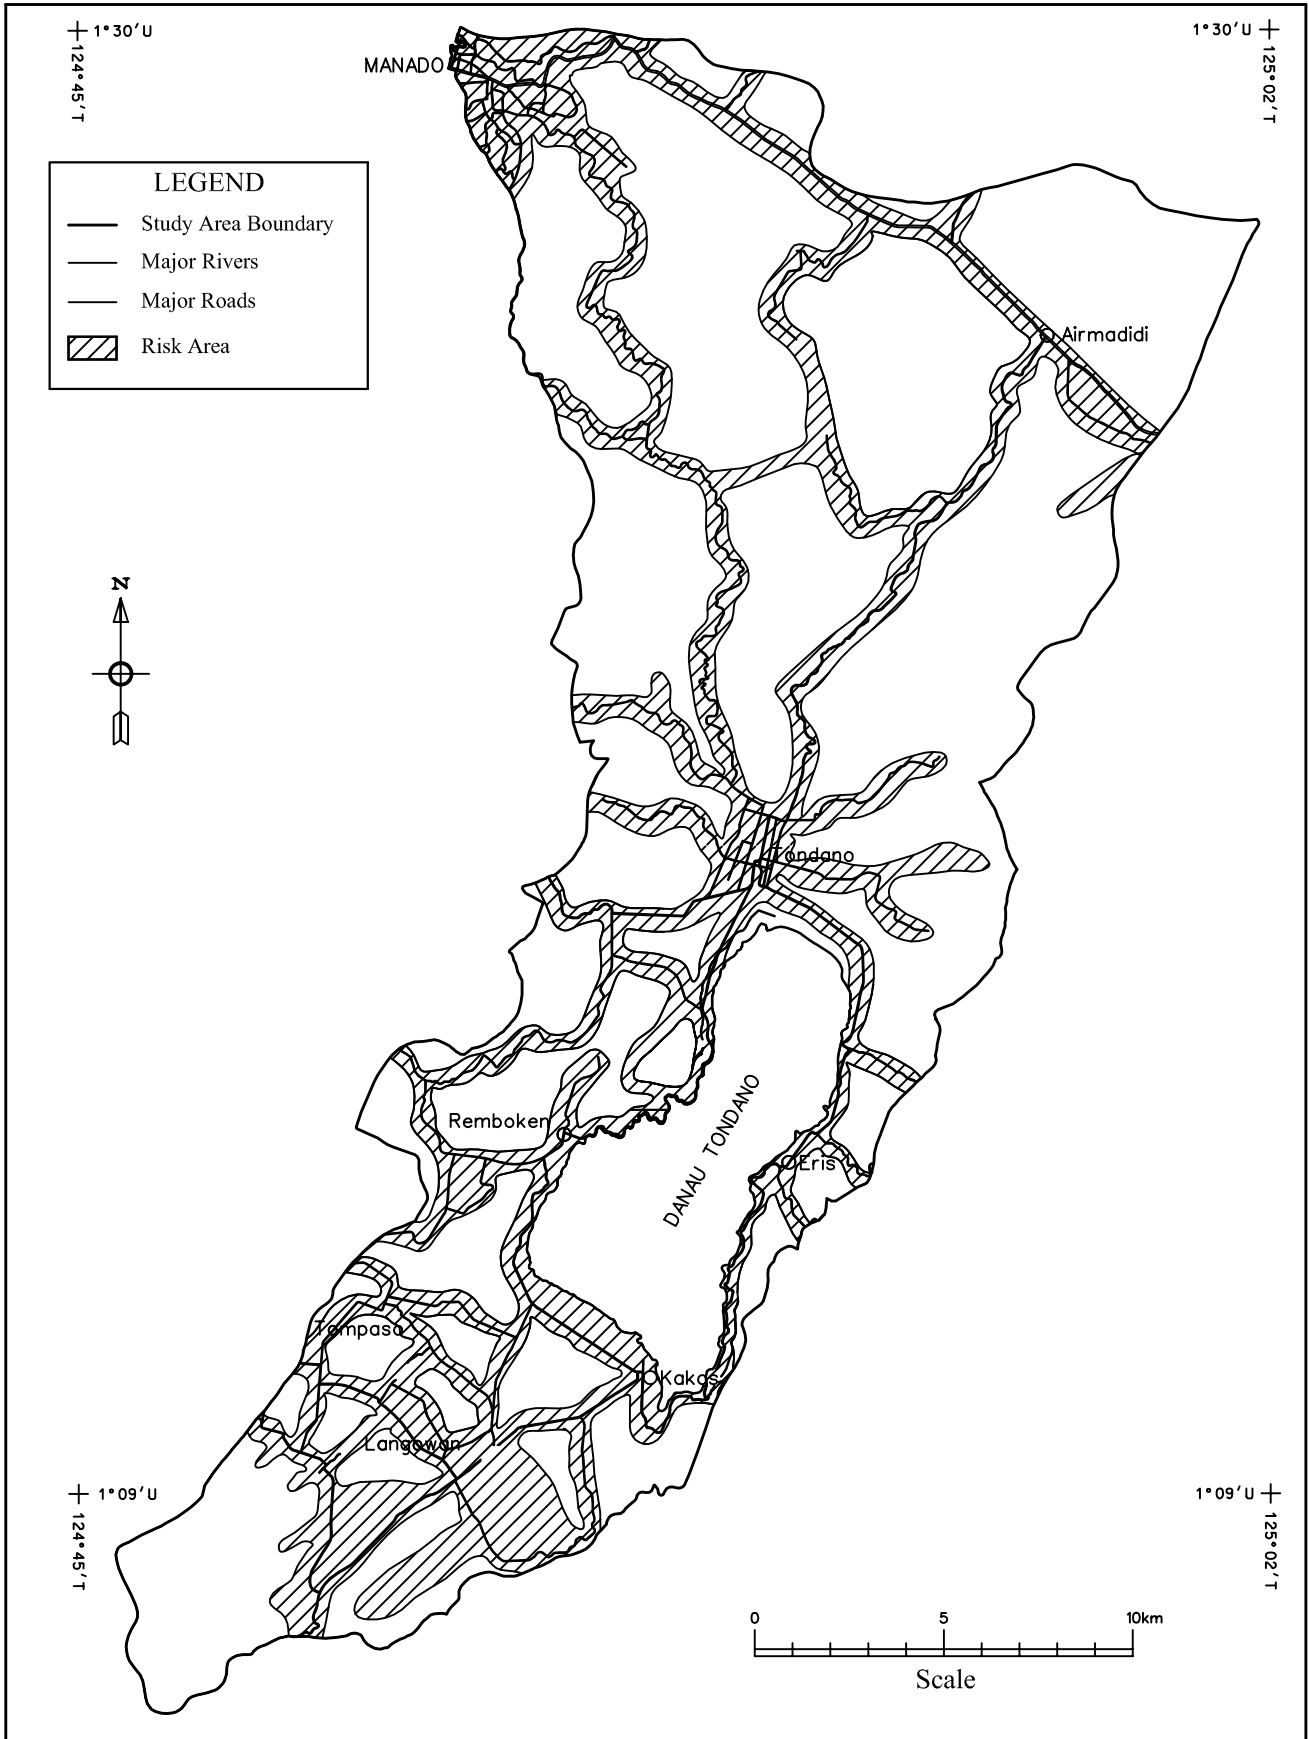 1°30'U
1°30'U
124°45'T
125°02'T
MANADO
LEGEND
Study Area Boundary
Major Rivers
Major Roads
Risk Area
Airmadidi
N
Tondano
DANAU TONDANO
Remboken
Eris
Tompaso
Kakas
Langowan
1°09'U
1°09'U
124°45'T
125°02'T
0 5 10km
Scale